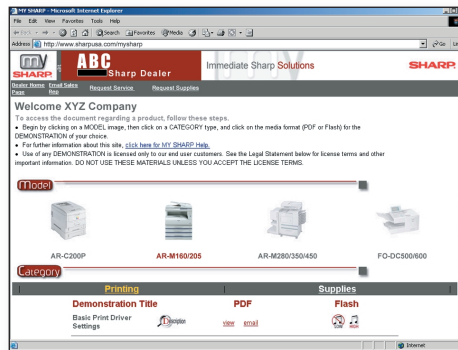 MY SHARP - Microsoft Internet Explorer
File Edit View Favorites Tools Help
Back Search Favorites Media
Address http://www.sharpusa.com/mysharp Go
my SHARP ABC Sharp Dealer Immediate Sharp Solutions SHARP
Dealer Home Page Email Sales Rep Request Service Request Supplies
Welcome XYZ Company
To access the document regarding a product, follow these steps.
• Begin by clicking on a MODEL image, then click on a CATEGORY type, and click on the media format (PDF or Flash) for the
DEMONSTRATION of your choice.
• For further information about this site, click here for MY SHARP Help.
• Use of any DEMONSTRATION is licensed only to our end user customers. See the Legal Statement below for license terms and other
important information. DO NOT USE THESE MATERIALS UNLESS YOU ACCEPT THE LICENSE TERMS.
Model
AR-C200P AR-M160/205 AR-M280/350/450 FO-DC500/600
Category
Printing Supplies
Demonstration Title PDF Flash
Basic Print Driver Settings Description view email
Internet